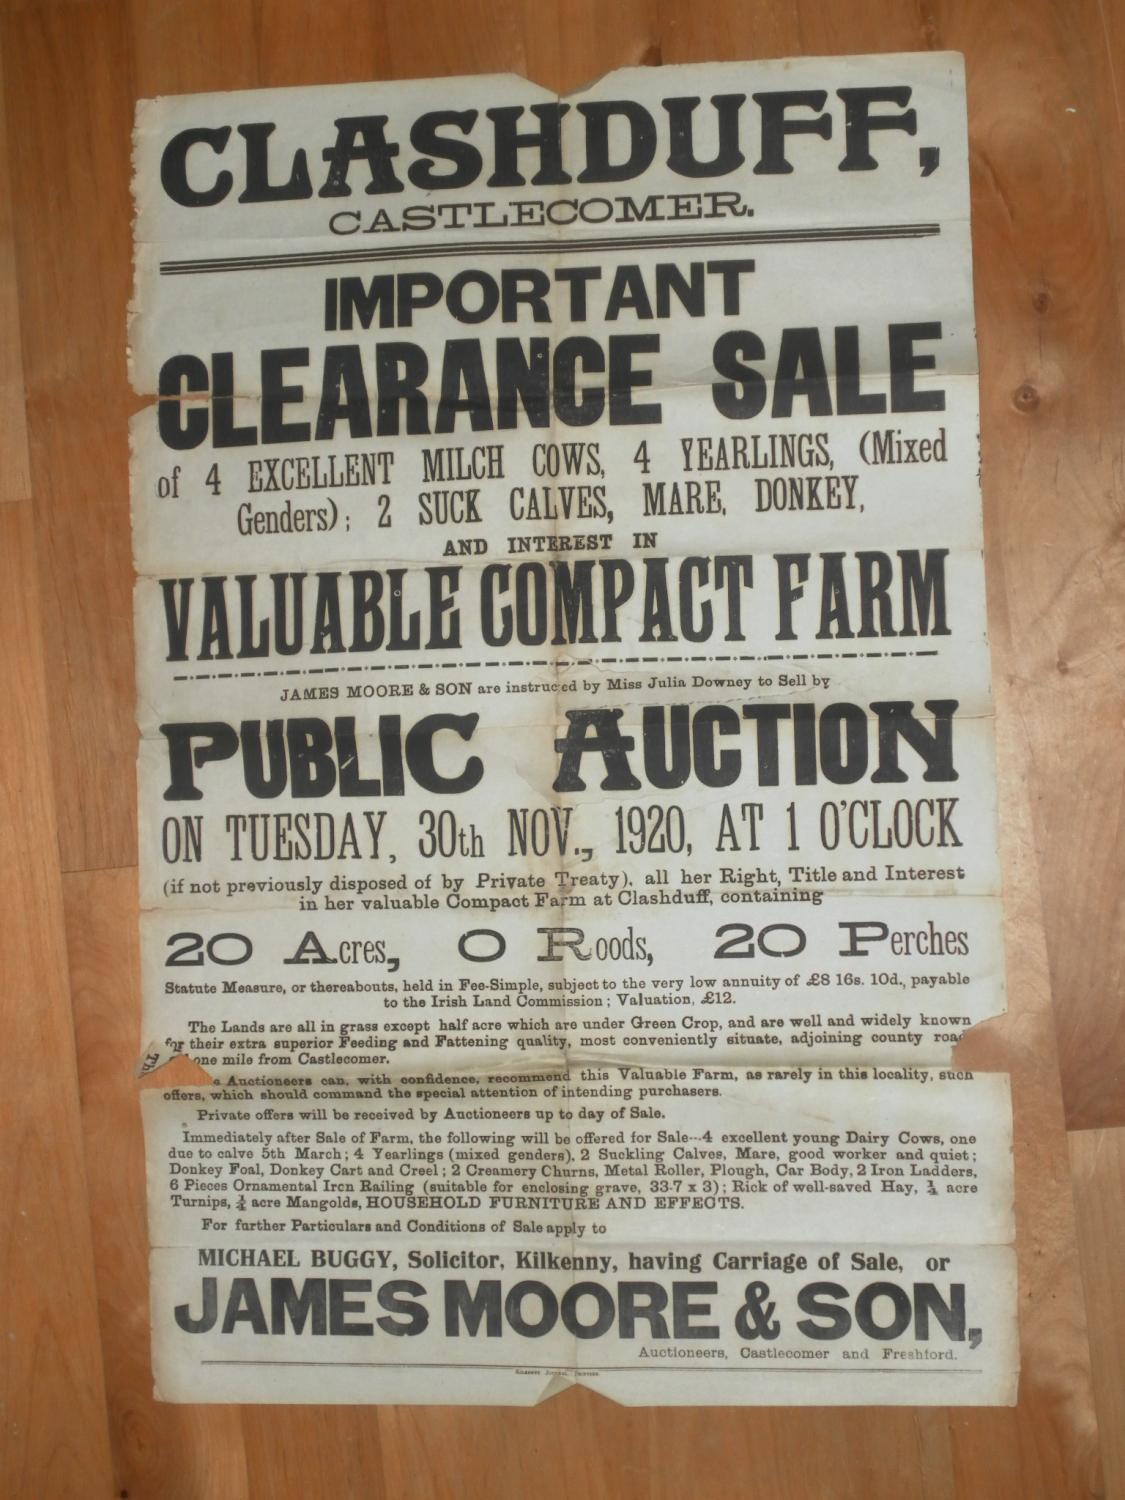 CLASHDUFF,
CASTLECOMER.
IMPORTANT
CLEARANCE SALE
of 4 EXCELLENT MILCH COWS, 4 YEARLINGS, (Mixed
Genders); 2 SUCK CALVES, MARE, DONKEY,
AND INTEREST IN
VALUABLE COMPACT FARM
JAMES MOORE & SON are instructed by Miss Julia Downey to Sell by
PUBLIC AUCTION
ON TUESDAY, 30th NOV., 1920, AT 1 O'CLOCK
(if not previously disposed of by Private Treaty), all her Right, Title and Interest
in her valuable Compact Farm at Clashduff, containing
20 Acres, 0 Roods, 20 Perches
Statute Measure, or thereabouts, held in Fee-Simple, subject to the very low annuity of £8 16s. 10d., payable
to the Irish Land Commission; Valuation, £12.
The Lands are all in grass except half acre which are under Green Crop, and are well and widely known
for their extra superior Feeding and Fattening quality, most conveniently situate, adjoining county road
one mile from Castlecomer.
Auctioneers can, with confidence, recommend this Valuable Farm, as rarely in this locality, such
offers, which should command the special attention of intending purchasers.
Private offers will be received by Auctioneers up to day of Sale.
Immediately after Sale of Farm, the following will be offered for Sale---4 excellent young Dairy Cows, one
due to calve 5th March; 4 Yearlings (mixed genders), 2 Suckling Calves, Mare, good worker and quiet;
Donkey Foal, Donkey Cart and Creel; 2 Creamery Churns, Metal Roller, Plough, Car Body, 2 Iron Ladders,
6 Pieces Ornamental Iron Railing (suitable for enclosing grave, 33-7 x 3); Rick of well-saved Hay, ¼ acre
Turnips, ¼ acre Mangolds, HOUSEHOLD FURNITURE AND EFFECTS.
For further Particulars and Conditions of Sale apply to
MICHAEL BUGGY, Solicitor, Kilkenny, having Carriage of Sale, or
JAMES MOORE & SON,
Auctioneers, Castlecomer and Freshford.
Kilkenny Journal, Printers.